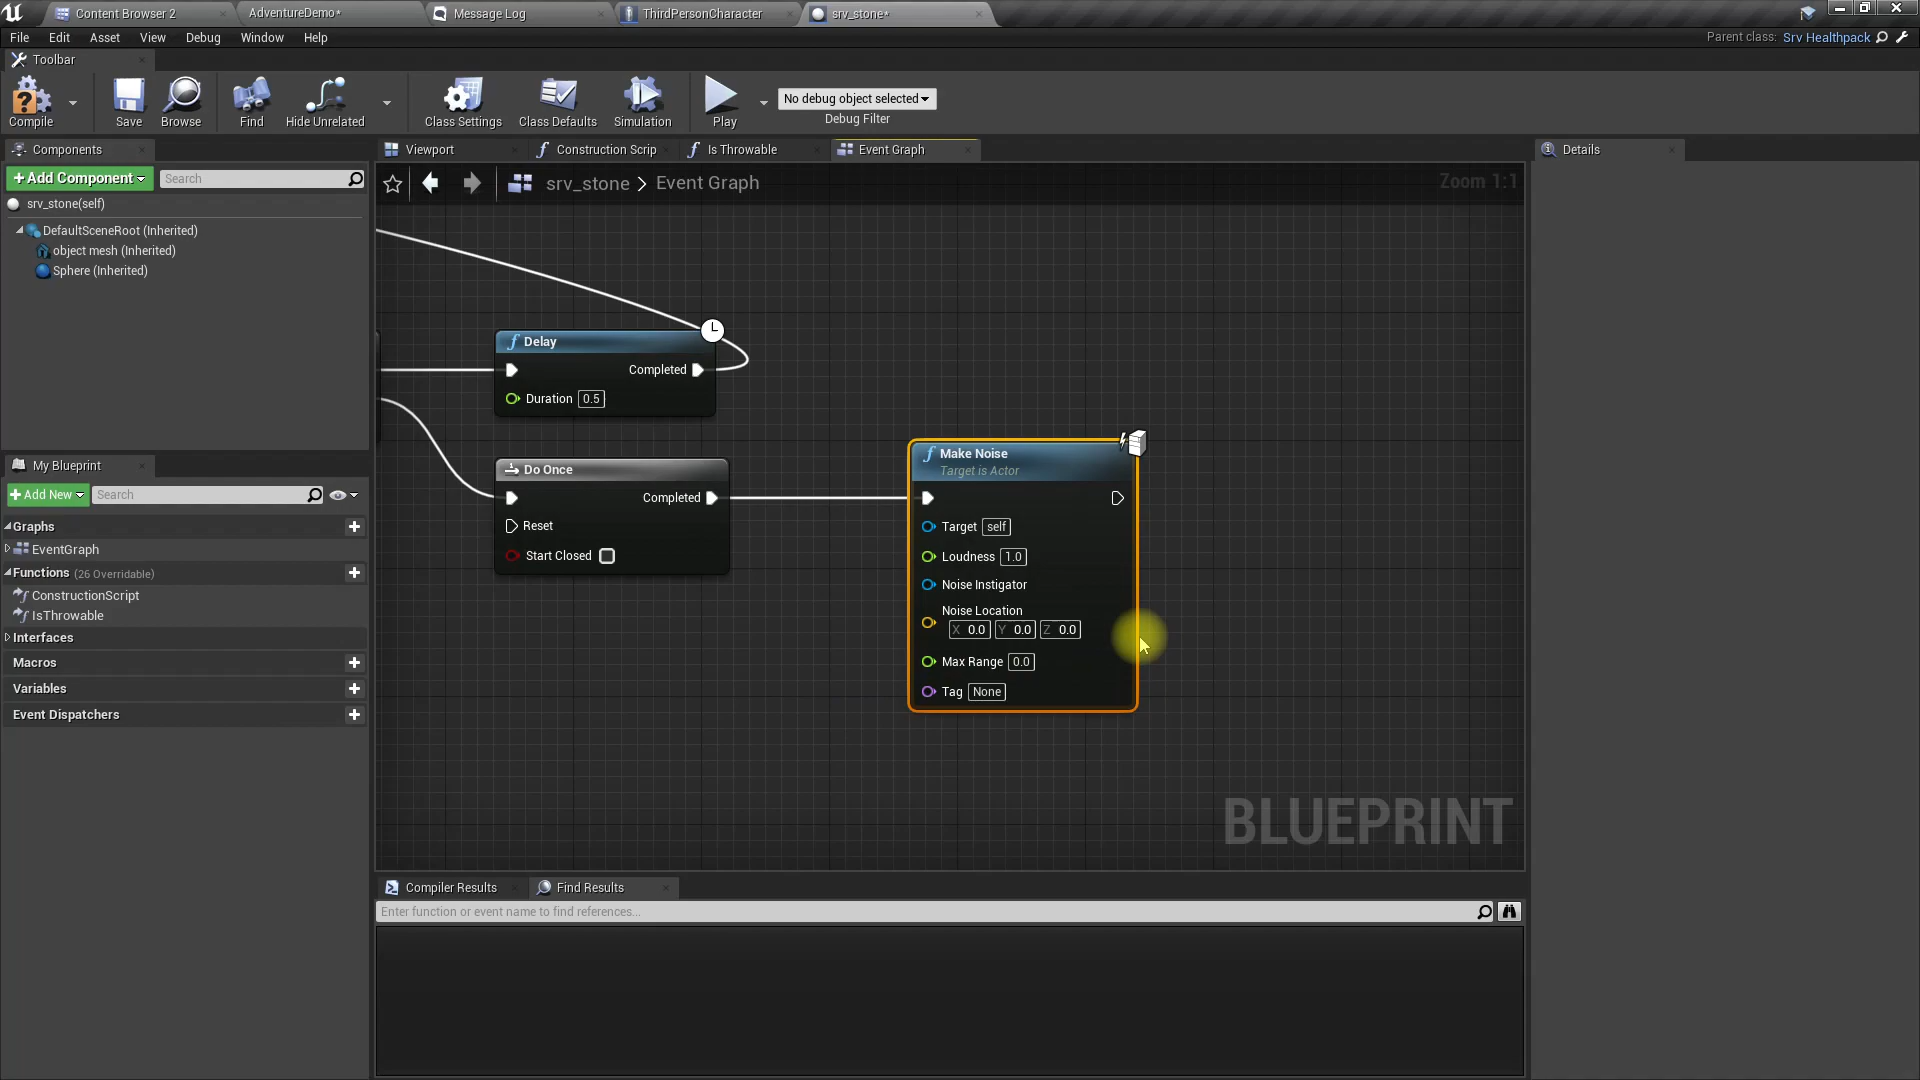 Content Browser 2
AdventureDemo*
Message Log
ThirdPersonCharacter
srv_stone*
File Edit Asset View Debug Window Help
Parent class: Srv Healthpack
Toolbar
Compile
Save
Browse
Find
Hide Unrelated
Class Settings
Class Defaults
Simulation
Play
No debug object selected
Debug Filter
Components
Viewport
Construction Scrip
Is Throwable
Event Graph
Details
+Add Component
Search
srv_stone > Event Graph
Zoom 1:1
srv_stone(self)
DefaultSceneRoot (Inherited)
object mesh (Inherited)
Sphere (Inherited)
Delay
Completed
Duration 0.5
Do Once
Completed
Reset
Start Closed
Make Noise
Target is Actor
Target self
Loudness 1.0
Noise Instigator
Noise Location
X 0.0 Y 0.0 Z 0.0
Max Range 0.0
Tag None
My Blueprint
+Add New
Search
Graphs
EventGraph
Functions (26 Overridable)
ConstructionScript
IsThrowable
Interfaces
Macros
Variables
Event Dispatchers
BLUEPRINT
Compiler Results
Find Results
Enter function or event name to find references...